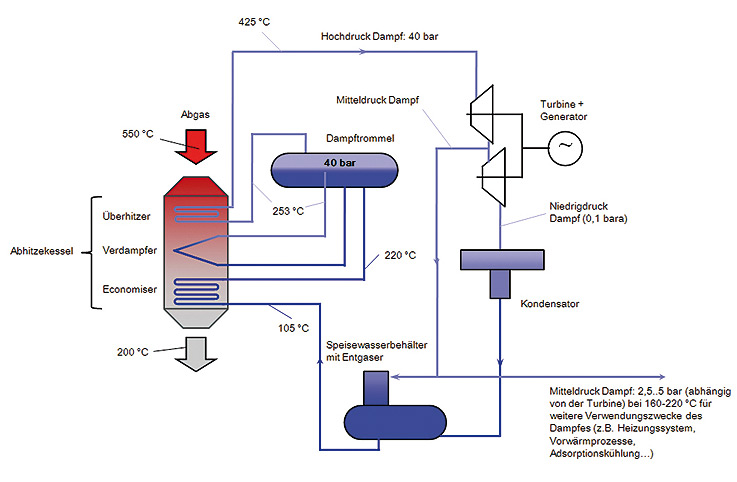 425 °C
Hochdruck Dampf: 40 bar
Mitteldruck Dampf
Turbine +
Generator
~
Abgas
550 °C
Dampftrommel
40 bar
253 °C
Überhitzer
Verdampfer
Economiser
Abhitzekessel
220 °C
Niedrigdruck
Dampf (0,1 bara)
Kondensator
105 °C
200 °C
Speisewasserbehälter
mit Entgaser
Mitteldruck Dampf: 2,5..5 bar (abhängig
von der Turbine) bei 160-220 °C für
weitere Verwendungszwecke des
Dampfes (z.B. Heizungssystem,
Vorwärmprozesse,
Adsorptionskühlung…)